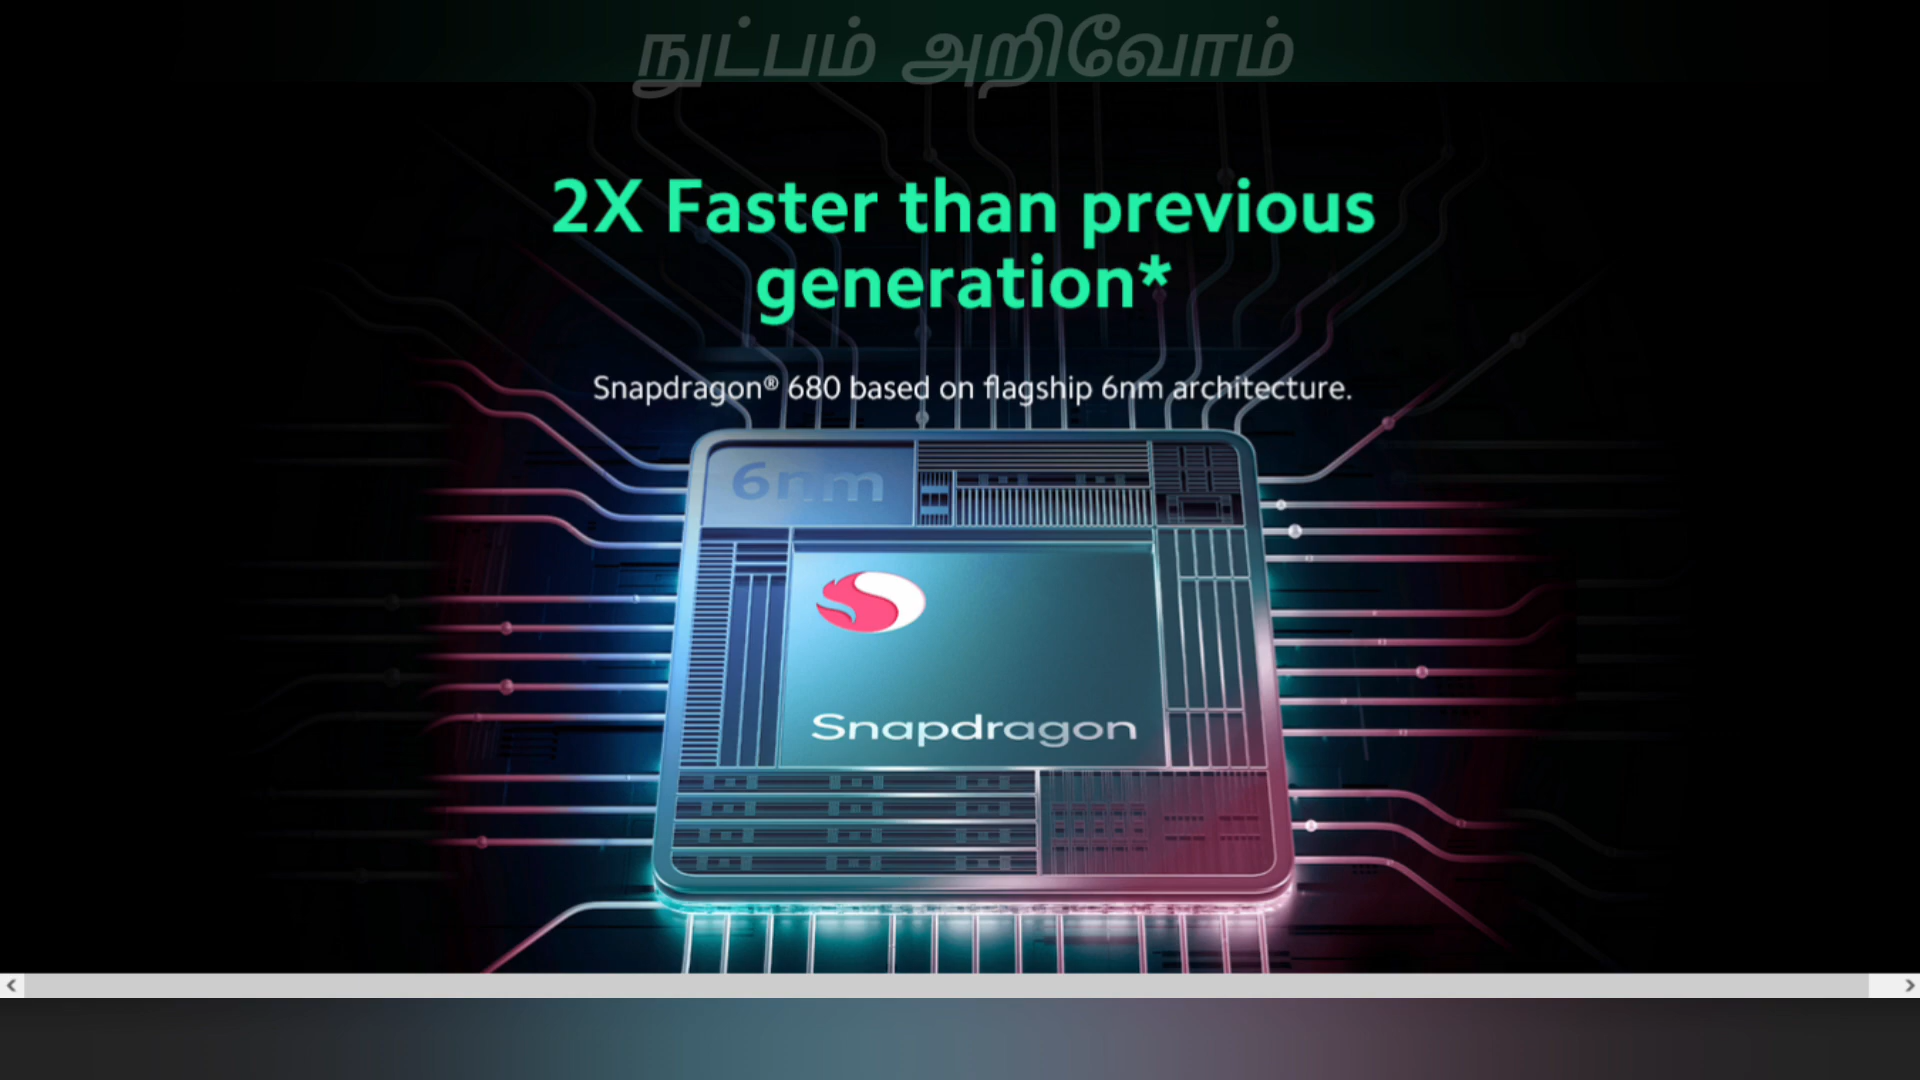 நுட்பம் அறிவோம்
2X Faster than previous
generation*
Snapdragon® 680 based on flagship 6nm architecture.
6nm
Snapdragon